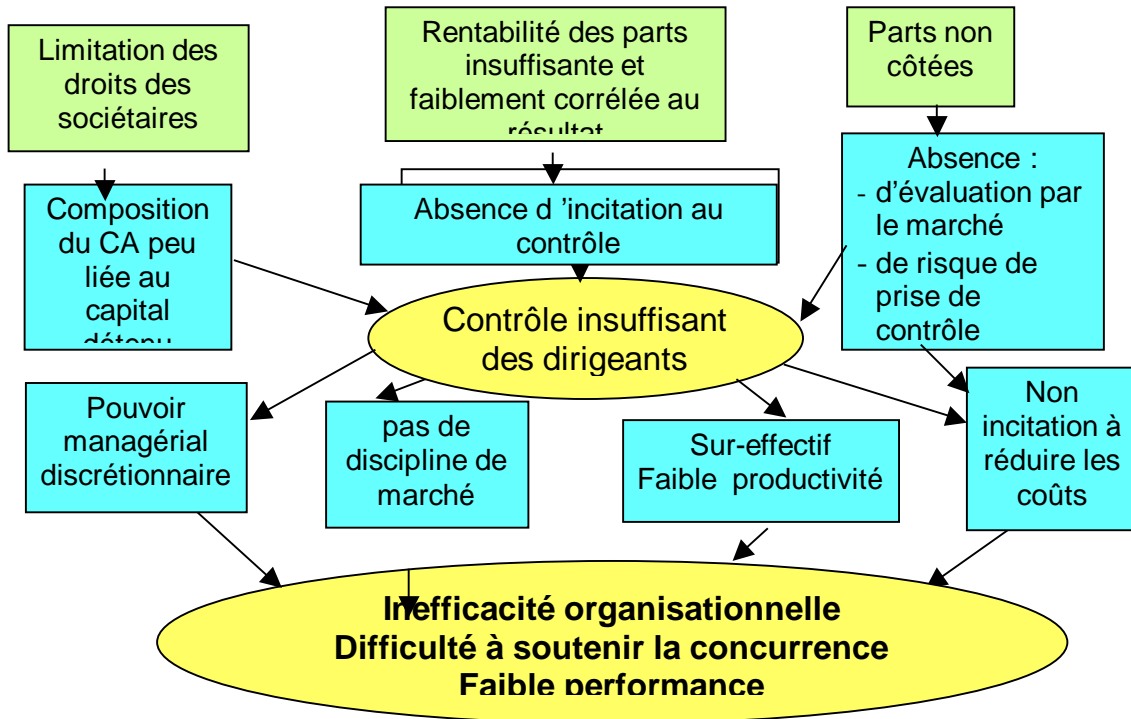 Limitation des
droits des
sociétaires
Rentabilité des parts
insuffisante et
faiblement corrélée au
résultat
Parts non
côtées
Composition
du CA peu
liée au
capital
détenu
Absence d ’incitation au
contrôle
Absence :
- d'évaluation par
le marché
- de risque de
prise de
contrôle
Contrôle insuffisant
des dirigeants
Pouvoir
managérial
discrétionnaire
pas de
discipline de
marché
Sur-effectif
Faible productivité
Non
incitation à
réduire les
coûts
Inefficacité organisationnelle
Difficulté à soutenir la concurrence
Faible performance